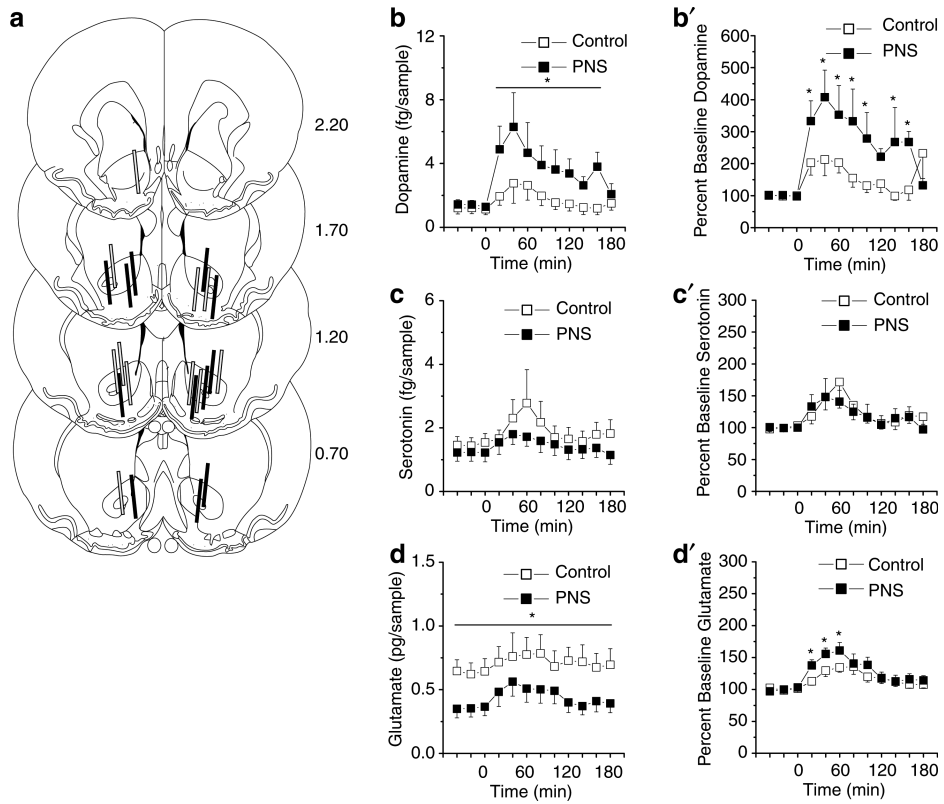 a
2.20
1.70
1.20
0.70
b
Dopamine (fg/sample)
12
8
4
0
Control
PNS
*
0 60 120 180
Time (min)
b′
Percent Baseline Dopamine
600
500
400
300
200
100
0
Control
PNS
* * * * * * *
0 60 120 180
Time (min)
c
Serotonin (fg/sample)
6
4
2
0
Control
PNS
0 60 120 180
Time (min)
c′
Percent Baseline Serotonin
300
250
200
150
100
50
0
Control
PNS
0 60 120 180
Time (min)
d
Glutamate (pg/sample)
1.5
1.0
0.5
0.0
Control
PNS
*
0 60 120 180
Time (min)
d′
Percent Baseline Glutamate
300
250
200
150
100
50
0
Control
PNS
* * *
0 60 120 180
Time (min)